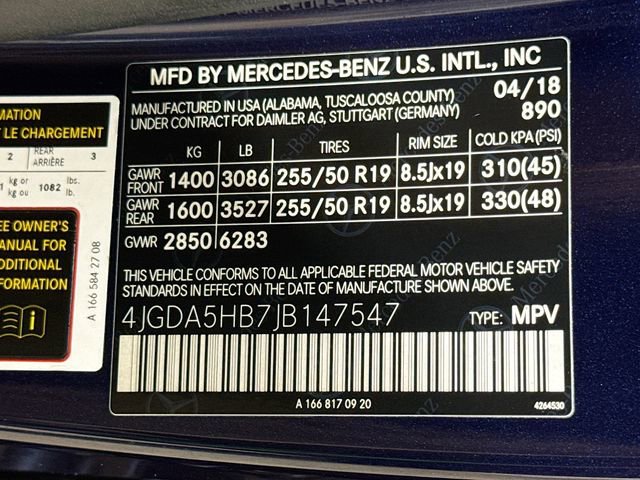 MFD BY MERCEDES-BENZ U.S. INTL., INC
MANUFACTURED IN USA (ALABAMA, TUSCALOOSA COUNTY) 04/18
UNDER CONTRACT FOR DAIMLER AG, STUTTGART (GERMANY) 890
KG LB TIRES RIM SIZE COLD KPA(PSI)
GAWR FRONT 1400 3086 255/50 R19 8.5Jx19 310(45)
GAWR REAR 1600 3527 255/50 R19 8.5Jx19 330(48)
GVWR 2850 6283
THIS VEHICLE CONFORMS TO ALL APPLICABLE FEDERAL MOTOR VEHICLE SAFETY
STANDARDS IN EFFECT ON THE DATE OF MANUFACTURE SHOWN ABOVE.
4JGDA5HB7JB147547 TYPE: MPV
A 166 817 09 20 4264530
MATION
T LE CHARGEMENT
2 REAR ARRIÈRE 3
1 kg or kg ou 1082 lbs. lb.
EE OWNER'S
ANUAL FOR
DDITIONAL
FORMATION
i
A 166 584 27 08